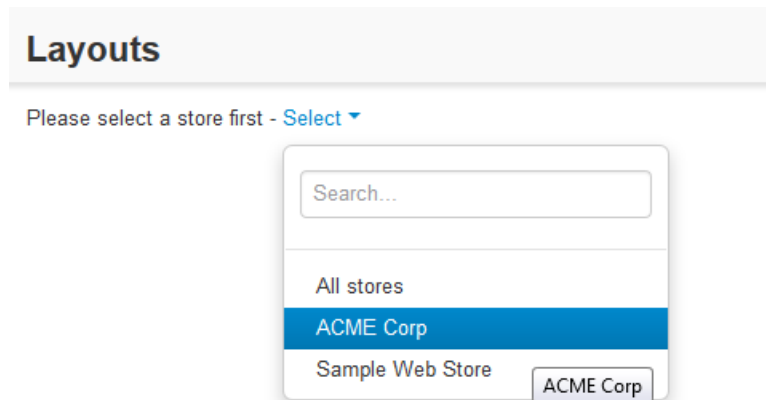 Layouts
Please select a store first - Select
Search...
All stores
ACME Corp
Sample Web Store
ACME Corp